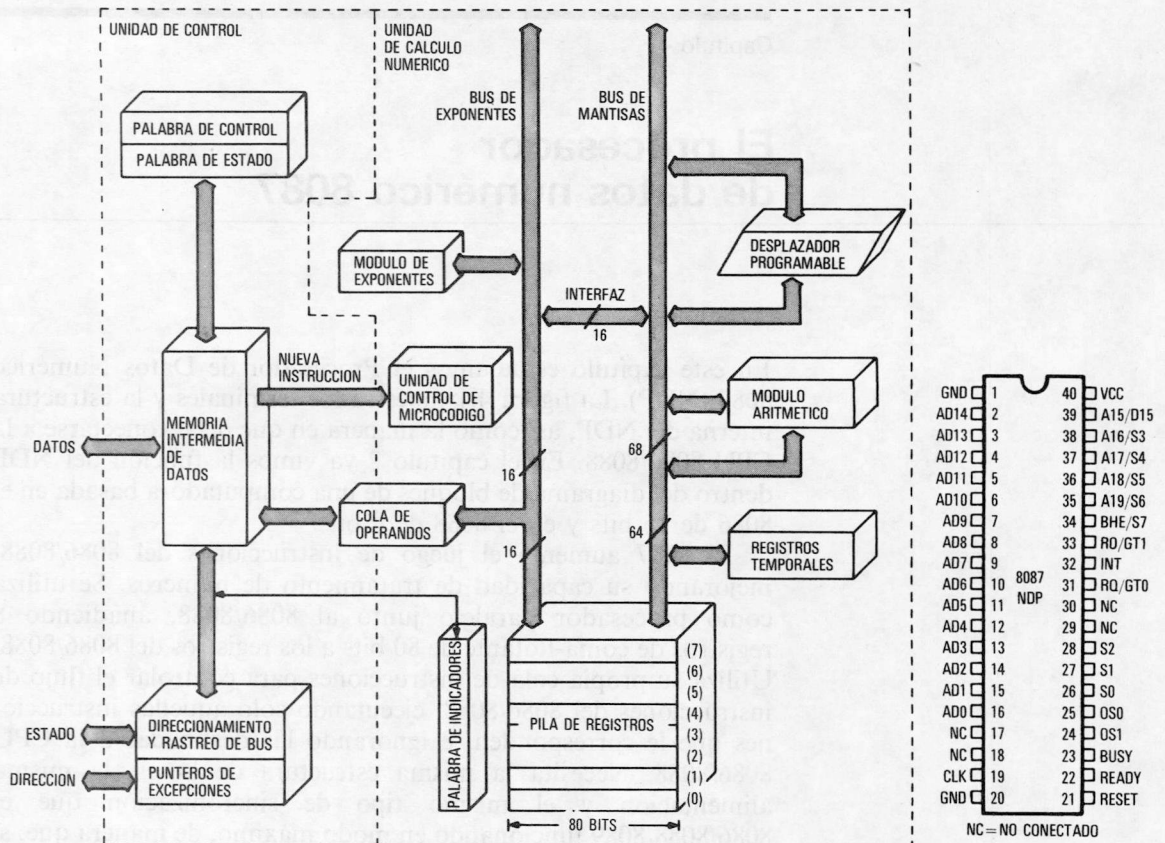 UNIDAD DE CONTROL
UNIDAD
DE CALCULO
NUMERICO
BUS DE
EXPONENTES
BUS DE
MANTISAS
PALABRA DE CONTROL
PALABRA DE ESTADO
MODULO DE
EXPONENTES
DESPLAZADOR
PROGRAMABLE
INTERFAZ
16
NUEVA
INSTRUCCION
UNIDAD DE
CONTROL DE
MICROCODIGO
MODULO
ARITMETICO
MEMORIA
INTERMEDIA
DE
DATOS
DATOS
16
68
COLA DE
OPERANDOS
16
64
REGISTROS
TEMPORALES
PALABRA DE INDICADORES
PILA DE REGISTROS
(7)
(6)
(5)
(4)
(3)
(2)
(1)
(0)
80 BITS
ESTADO
DIRECCION
DIRECCIONAMIENTO
Y RASTREO DE BUS
PUNTEROS DE
EXCEPCIONES
GND 1 40 VCC
AD14 2 39 A15/D15
AD13 3 38 A16/S3
AD12 4 37 A17/S4
AD11 5 36 A18/S5
AD10 6 35 A19/S6
AD9 7 34 BHE/S7
AD8 8 33 RQ/GT1
AD7 9 32 INT
AD6 10 31 RQ/GT0
AD5 11 30 NC
AD4 12 29 NC
AD3 13 28 S2
AD2 14 27 S1
AD1 15 26 S0
AD0 16 25 OS0
NC 17 24 OS1
NC 18 23 BUSY
CLK 19 22 READY
GND 20 21 RESET
8087
NDP
NC=NO CONECTADO